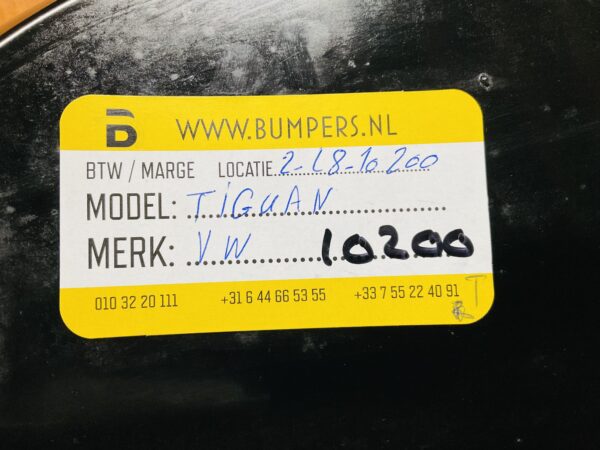 WWW.BUMPERS.NL
BTW / MARGE LOCATIE 2-L8-10200
MODEL: TIGUAN
MERK: VW 10200
010 32 20 111 +31 6 44 66 53 55 +33 7 55 22 40 91 T